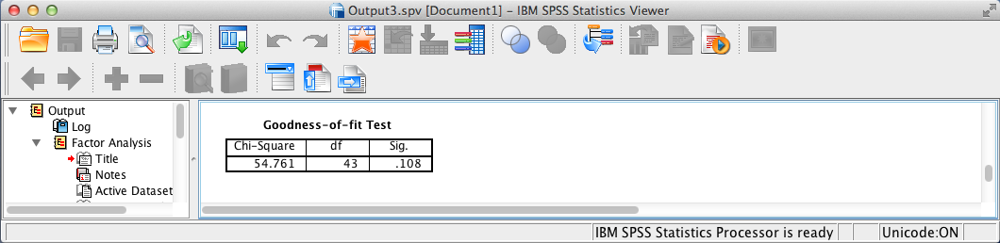 Output3.spv [Document1] – IBM SPSS Statistics Viewer
Output
Log
Factor Analysis
Title
Notes
Active Dataset
Goodness-of-fit Test
Chi-Square df Sig.
54.761 43 .108
IBM SPSS Statistics Processor is ready
Unicode:ON